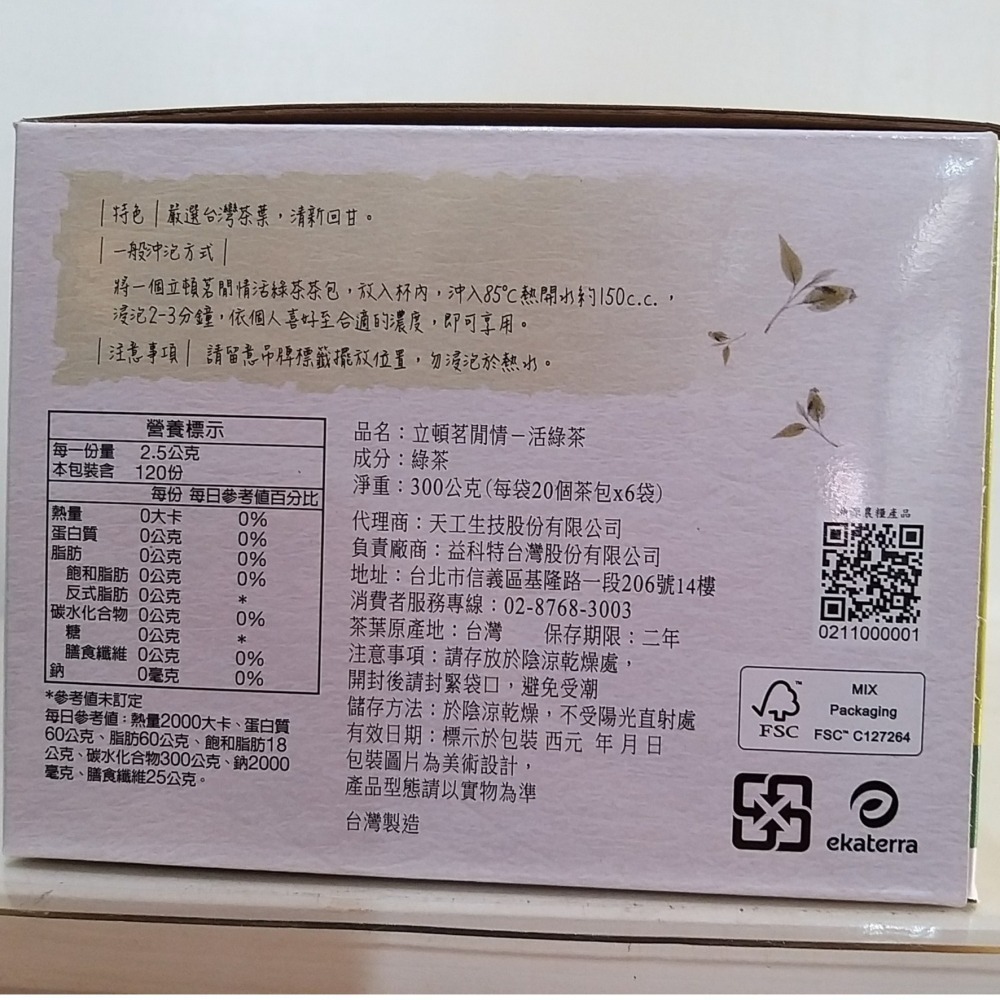 |特色| 嚴選台灣茶葉，清新回甘。
|一般沖泡方式|
將一個立頓茗閒情活綠茶茶包，放入杯內，沖入85°C熱開水約150c.c.，
浸泡2-3分鐘，依個人喜好至合適的濃度，即可享用。
|注意事項| 請留意吊牌標籤擺放位置，勿浸泡於熱水。
營養標示
每一份量 2.5公克
本包裝含 120份
每份 每日參考值百分比
熱量 0大卡 0%
蛋白質 0公克 0%
脂肪 0公克 0%
飽和脂肪 0公克 0%
反式脂肪 0公克 *
碳水化合物 0公克 0%
糖 0公克 *
膳食纖維 0公克 0%
鈉 0毫克 0%
*參考值未訂定
每日參考值：熱量2000大卡、蛋白質
60公克、脂肪60公克、飽和脂肪18
公克、碳水化合物300公克、鈉2000
毫克、膳食纖維25公克。
品名：立頓茗閒情－活綠茶
成分：綠茶
淨重：300公克(每袋20個茶包x6袋)
代理商：天工生技股份有限公司
負責廠商：益科特台灣股份有限公司
地址：台北市信義區基隆路一段206號14樓
消費者服務專線：02-8768-3003
茶葉原產地：台灣 保存期限：二年
注意事項：請存放於陰涼乾燥處，
開封後請封緊袋口，避免受潮
儲存方法：於陰涼乾燥，不受陽光直射處
有效日期：標示於包裝 西元 年 月 日
包裝圖片為美術設計，
產品型態請以實物為準
台灣製造
農糧產品
0211000001
FSC™
MIX
Packaging
FSC™ C127264
ekaterra